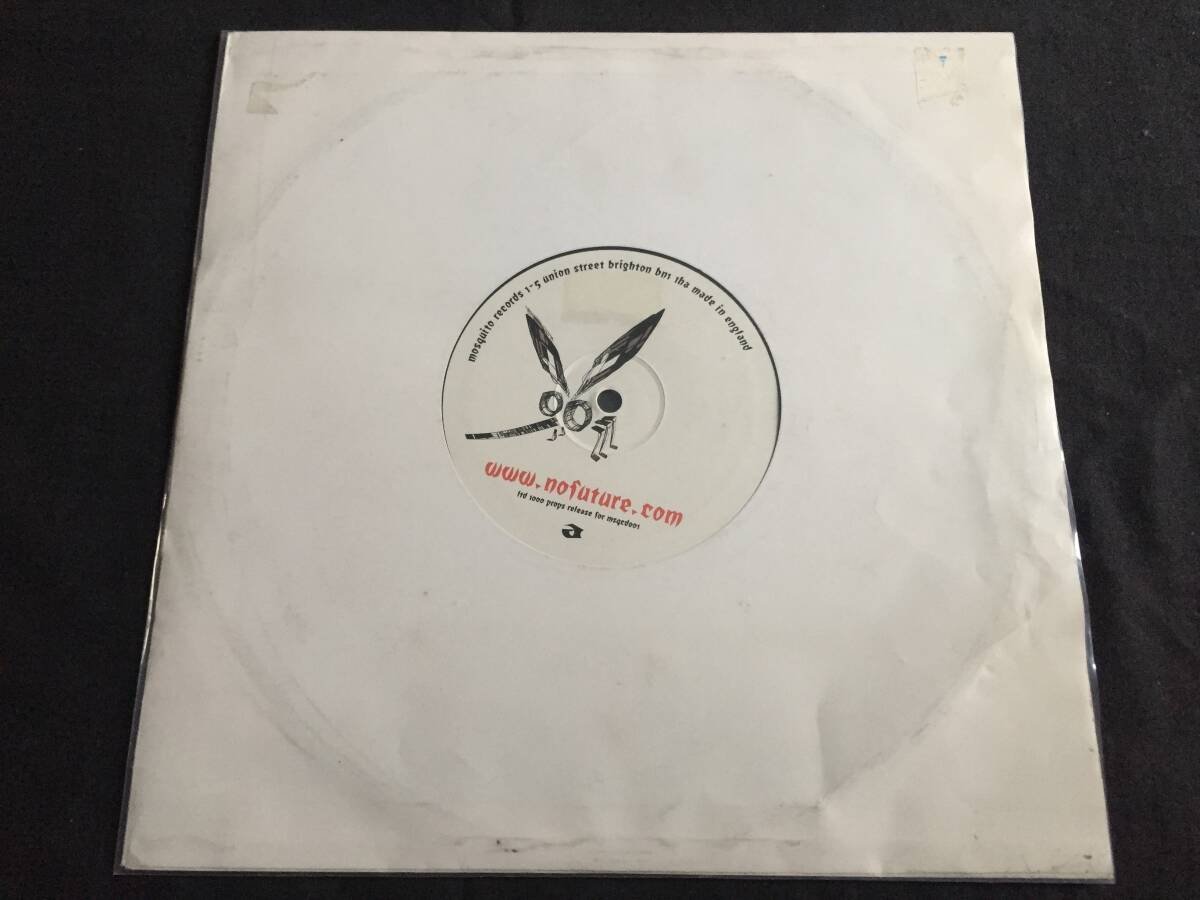 mosquito records 1-5 union street brighton bn1 1ha made in england
www.nofuture.com
ltd 1000 props release for msqcd001
a